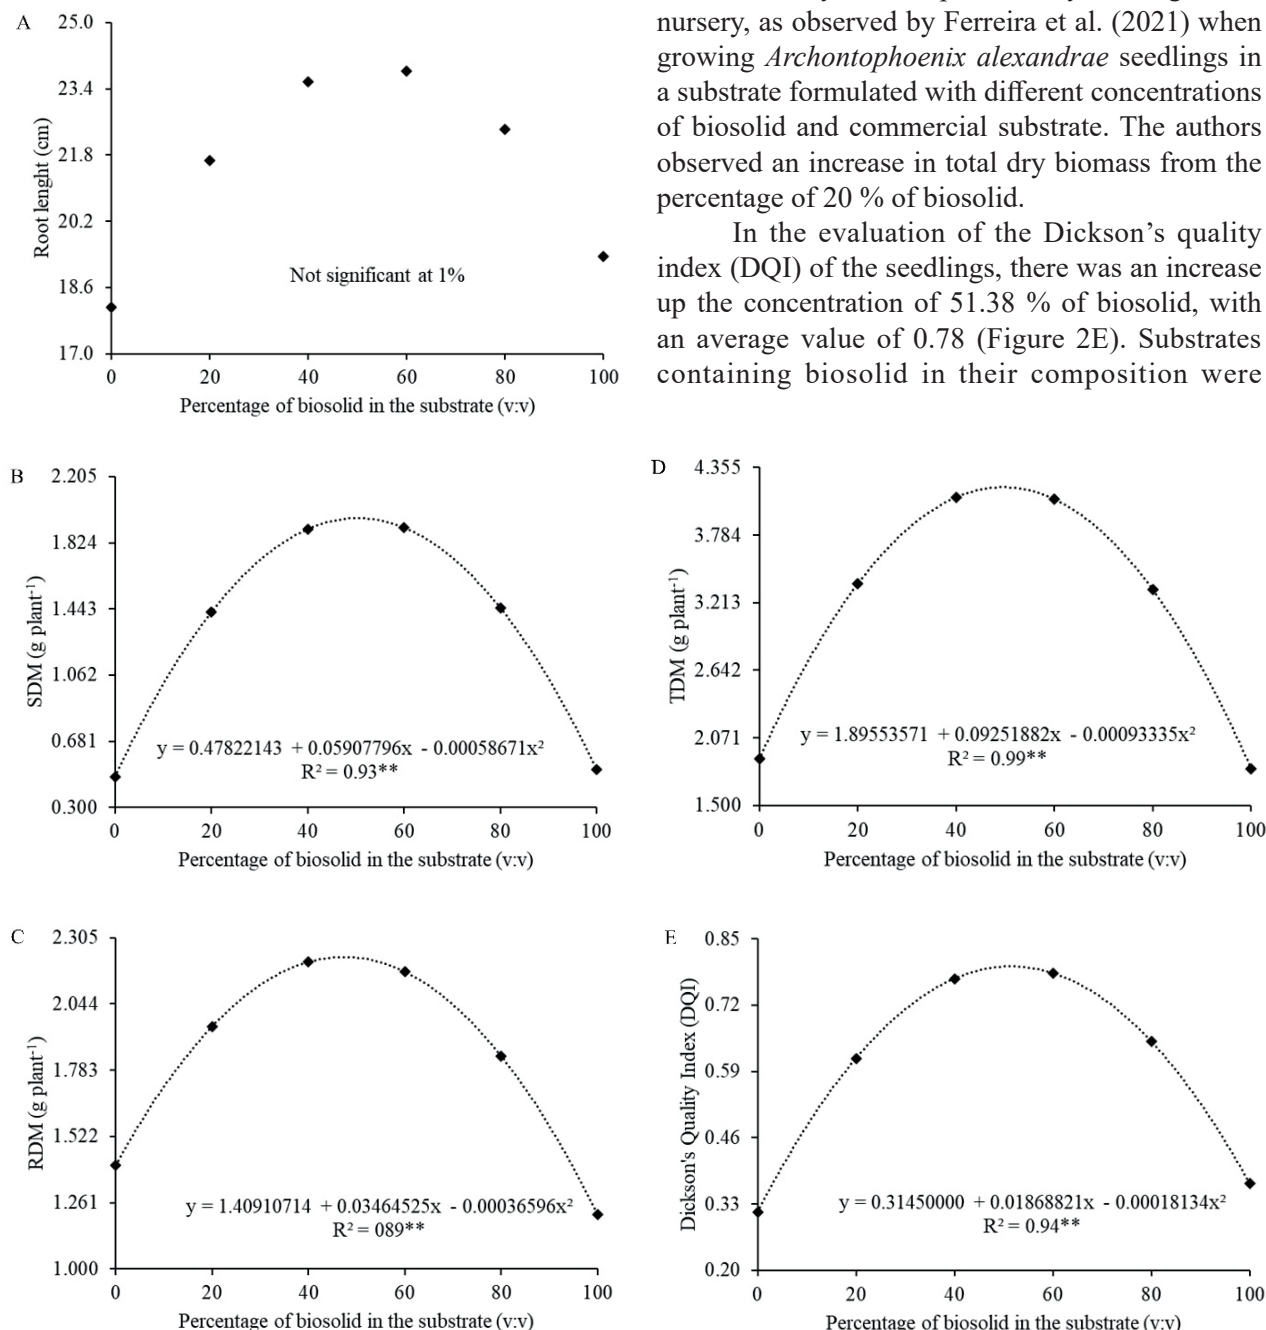 A
25.0
23.4
21.8
20.2
18.6
17.0
Root lenght (cm)
Not significant at 1%
0 20 40 60 80 100
Percentage of biosolid in the substrate (v:v)
nursery, as observed by Ferreira et al. (2021) when
growing Archontophoenix alexandrae seedlings in
a substrate formulated with different concentrations
of biosolid and commercial substrate. The authors
observed an increase in total dry biomass from the
percentage of 20 % of biosolid.
In the evaluation of the Dickson’s quality
index (DQI) of the seedlings, there was an increase
up the concentration of 51.38 % of biosolid, with
an average value of 0.78 (Figure 2E). Substrates
containing biosolid in their composition were
B
2.205
1.824
1.443
1.062
0.681
0.300
SDM (g plant⁻¹)
y = 0.47822143 + 0.05907796x - 0.00058671x²
R² = 0.93**
0 20 40 60 80 100
Percentage of biosolid in the substrate (v:v)
D
4.355
3.784
3.213
2.642
2.071
1.500
TDM (g plant⁻¹)
y = 1.89553571 + 0.09251882x - 0.00093335x²
R² = 0.99**
0 20 40 60 80 100
Percentage of biosolid in the substrate (v:v)
C
2.305
2.044
1.783
1.522
1.261
1.000
RDM (g plant⁻¹)
y = 1.40910714 + 0.03464525x - 0.00036596x²
R² = 089**
0 20 40 60 80 100
Percentage of biosolid in the substrate (v:v)
E
0.85
0.72
0.59
0.46
0.33
0.20
Dickson's Quality Index (DQI)
y = 0.31450000 + 0.01868821x - 0.00018134x²
R² = 0.94**
0 20 40 60 80 100
Percentage of biosolid in the substrate (v:v)